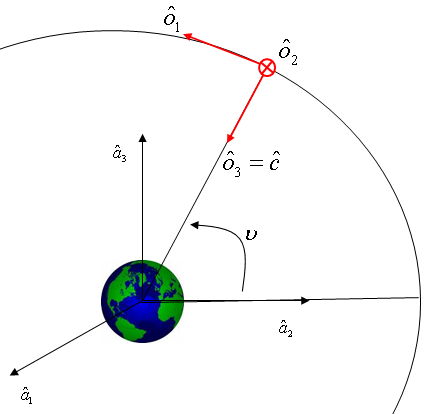 ô₁
ô₂
ô₃ = ĉ
â₃
υ
â₂
â₁